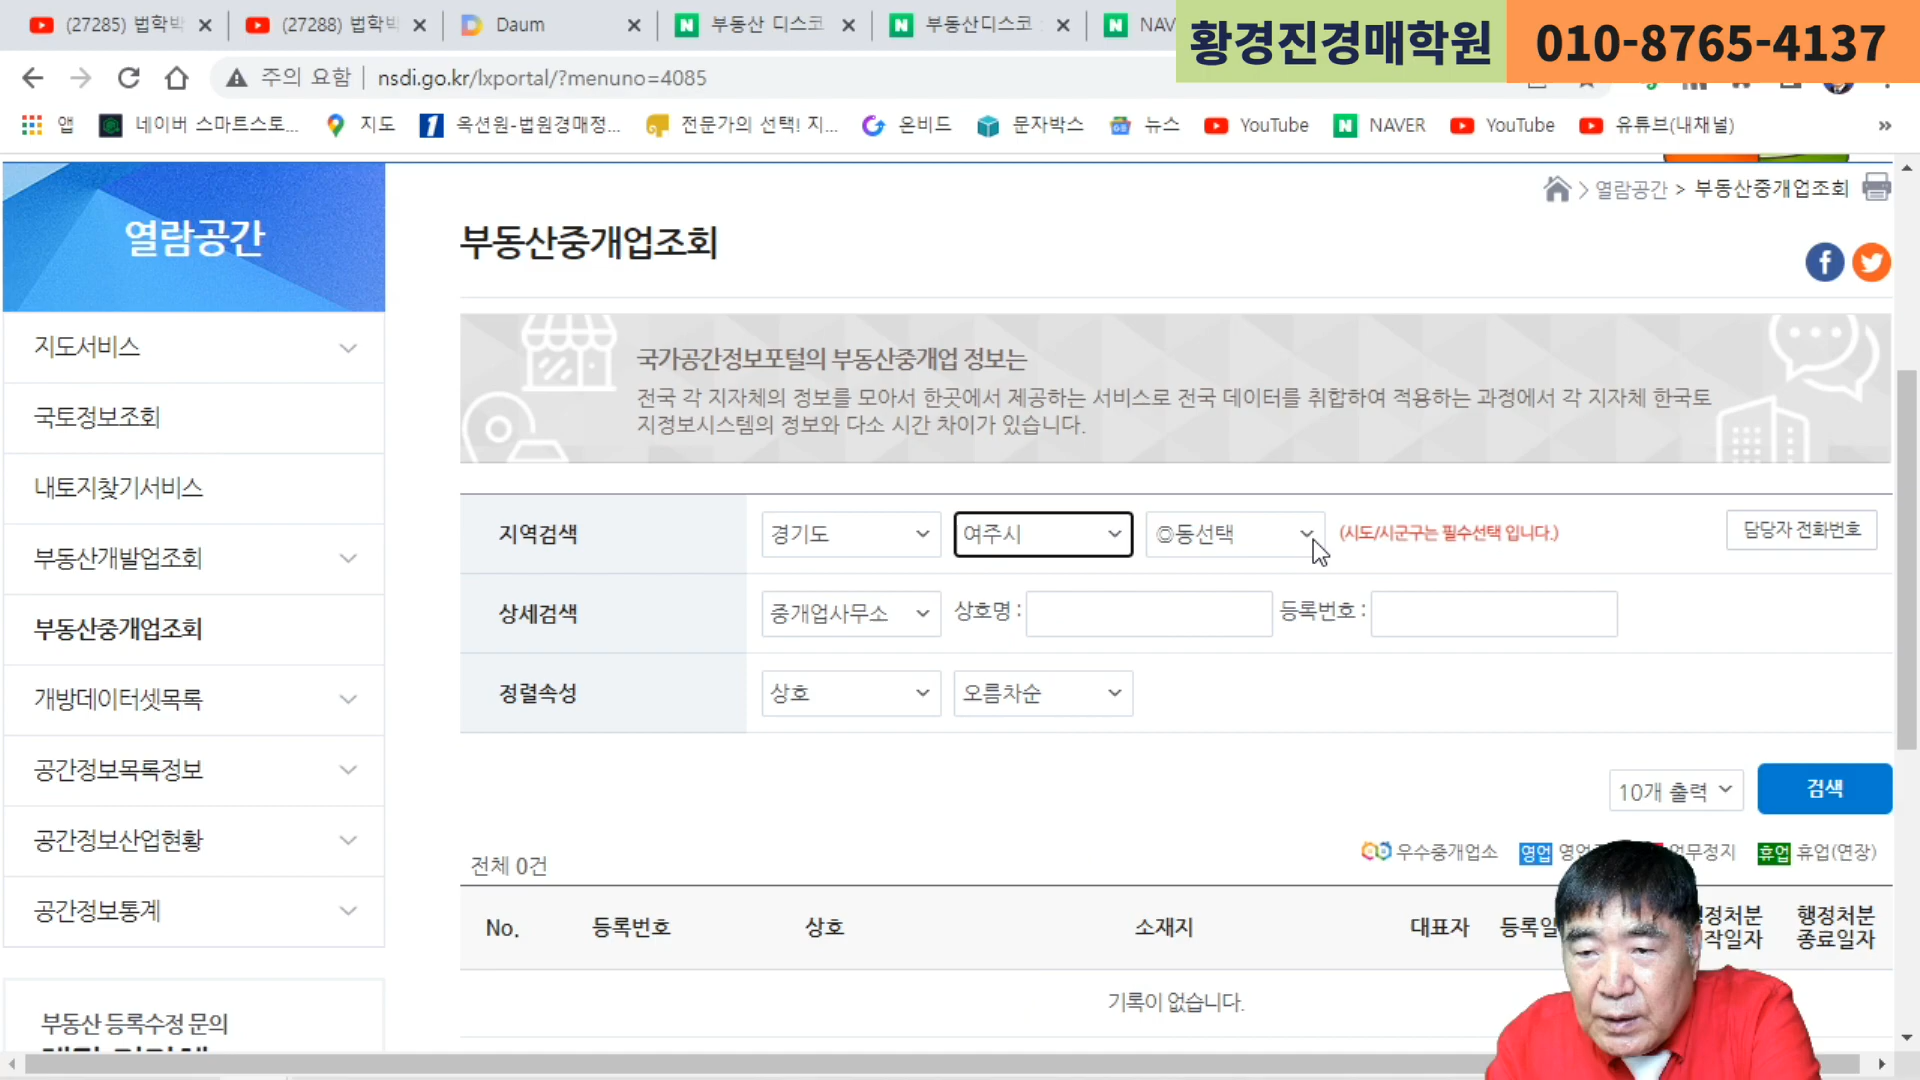 (27285) 법학박
(27288) 법학박
Daum
부동산 디스코
부동산디스코
NAV
황경진경매학원
010-8765-4137
주의 요함
nsdi.go.kr/lxportal/?menuno=4085
앱
네이버 스마트스토...
지도
옥션원-법원경매정...
전문가의 선택! 지...
온비드
문자박스
뉴스
YouTube
NAVER
YouTube
유튜브(내채널)
»
열람공간
> 열람공간 > 부동산중개업조회
부동산중개업조회
지도서비스
국토정보조회
내토지찾기서비스
부동산개발업조회
부동산중개업조회
개방데이터셋목록
공간정보목록정보
공간정보산업현황
공간정보통계
부동산 등록수정 문의
국가공간정보포털의 부동산중개업 정보는
전국 각 지자체의 정보를 모아서 한곳에서 제공하는 서비스로 전국 데이터를 취합하여 적용하는 과정에서 각 지자체 한국토
지정보시스템의 정보와 다소 시간 차이가 있습니다.
지역검색
경기도
여주시
◎동선택
(시도/시군구는 필수선택 입니다.)
담당자 전화번호
상세검색
중개업사무소
상호명 :
등록번호 :
정렬속성
상호
오름차순
10개 출력
검색
전체 0건
우수중개업소
영업
업무정지
휴업 휴업(연장)
No.
등록번호
상호
소재지
대표자
등록일
행정처분
종료일자
기록이 없습니다.